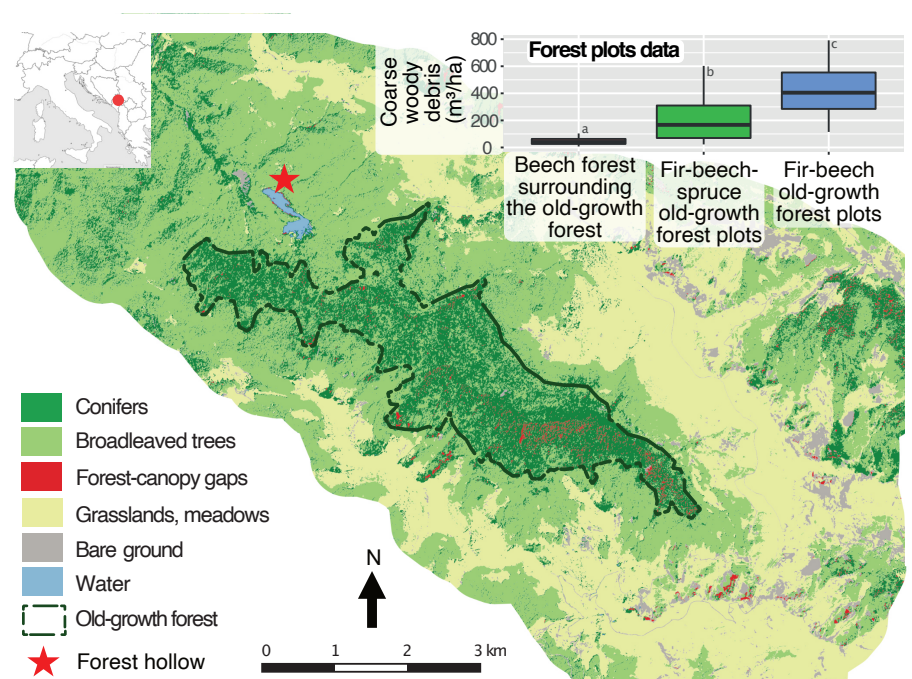 Forest plots data
Coarse
woody
debris
(m³/ha)
800
600
400
200
0
a
b
c
Beech forest
surrounding
the old-growth
forest
Fir-beech-
spruce
old-growth
forest plots
Fir-beech
old-growth
forest plots
Conifers
Broadleaved trees
Forest-canopy gaps
Grasslands, meadows
Bare ground
Water
Old-growth forest
Forest hollow
N
0 1 2 3 km